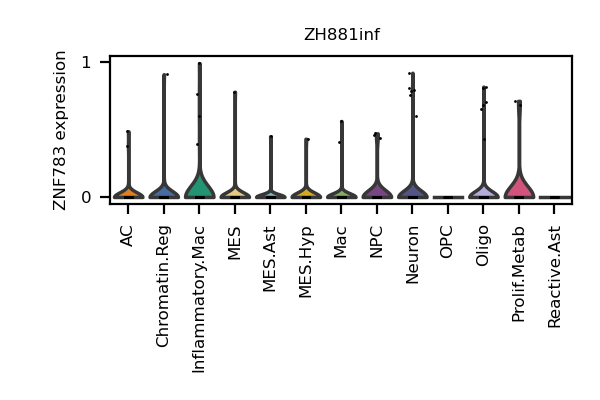 ZH881inf
ZNF783 expression
1
0
AC
Chromatin.Reg
Inflammatory.Mac
MES
MES.Ast
MES.Hyp
Mac
NPC
Neuron
OPC
Oligo
Prolif.Metab
Reactive.Ast